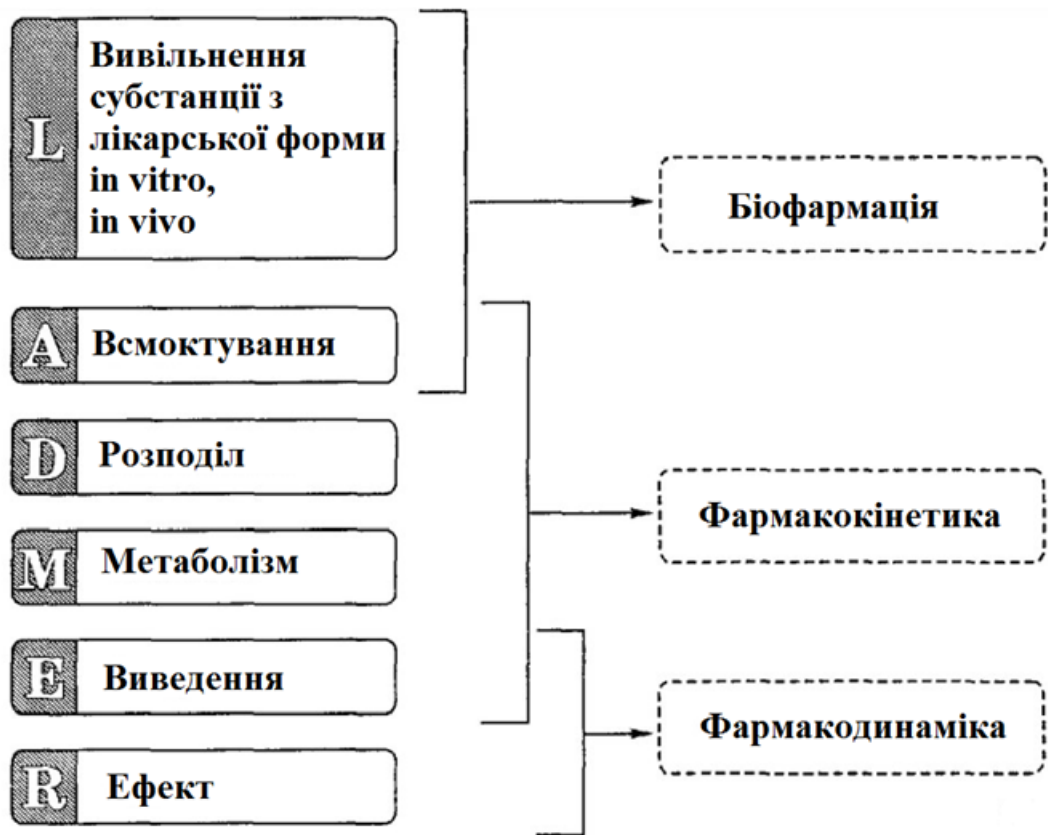 L
Вивільнення
субстанції з
лікарської форми
in vitro,
in vivo
Біофармація
A
Всмоктування
D
Розподіл
Фармакокінетика
M
Метаболізм
E
Виведення
Фармакодинаміка
R
Ефект